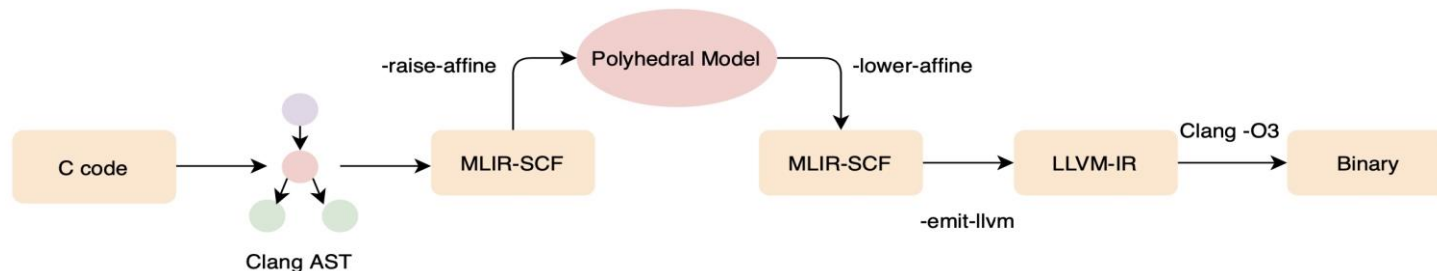 C code
Clang AST
MLIR-SCF
-raise-affine
Polyhedral Model
-lower-affine
MLIR-SCF
-emit-llvm
LLVM-IR
Clang -O3
Binary